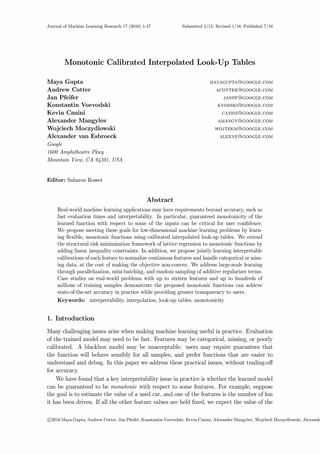 Journal of Machine Learning Research 17 (2016) 1-47 Submitted 5/15; Revised 1/16; Published 7/16
Monotonic Calibrated Interpolated Look-Up Tables
Maya Gupta MAYAGUPTA@GOOGLE.COM
Andrew Cotter ACOTTER@GOOGLE.COM
Jan Pfeifer JANPF@GOOGLE.COM
Konstantin Voevodski KVODSKI@GOOGLE.COM
Kevin Canini CANINI@GOOGLE.COM
Alexander Mangylov AMANGY@GOOGLE.COM
Wojciech Moczydlowski WOJTEKM@GOOGLE.COM
Alexander van Esbroeck ALEXVE@GOOGLE.COM
Google
1600 Amphitheatre Pkwy
Mountain View, CA 94301, USA
Editor: Saharon Rosset
Abstract
Real-world machine learning applications may have requirements beyond accuracy, such as
fast evaluation times and interpretability. In particular, guaranteed monotonicity of the
learned function with respect to some of the inputs can be critical for user confidence.
We propose meeting these goals for low-dimensional machine learning problems by learn-
ing flexible, monotonic functions using calibrated interpolated look-up tables. We extend
the structural risk minimization framework of lattice regression to monotonic functions by
adding linear inequality constraints. In addition, we propose jointly learning interpretable
calibrations of each feature to normalize continuous features and handle categorical or miss-
ing data, at the cost of making the objective non-convex. We address large-scale learning
through parallelization, mini-batching, and random sampling of additive regularizer terms.
Case studies on real-world problems with up to sixteen features and up to hundreds of
millions of training samples demonstrate the proposed monotonic functions can achieve
state-of-the-art accuracy in practice while providing greater transparency to users.
Keywords: interpretability, interpolation, look-up tables, monotonicity
1. Introduction
Many challenging issues arise when making machine learning useful in practice. Evaluation
of the trained model may need to be fast. Features may be categorical, missing, or poorly
calibrated. A blackbox model may be unacceptable: users may require guarantees that
the function will behave sensibly for all samples, and prefer functions that are easier to
understand and debug. In this paper we address these practical issues, without trading-off
for accuracy.
We have found that a key interpretability issue in practice is whether the learned model
can be guaranteed to be monotonic with respect to some features. For example, suppose
the goal is to estimate the value of a used car, and one of the features is the number of km
it has been driven. If all the other feature values are held fixed, we expect the value of the
©2016 Maya Gupta, Andrew Cotter, Jan Pfeifer, Konstantin Voevodski, Kevin Canini, Alexander Mangylov, Wojciech Moczydlowski, Alexande